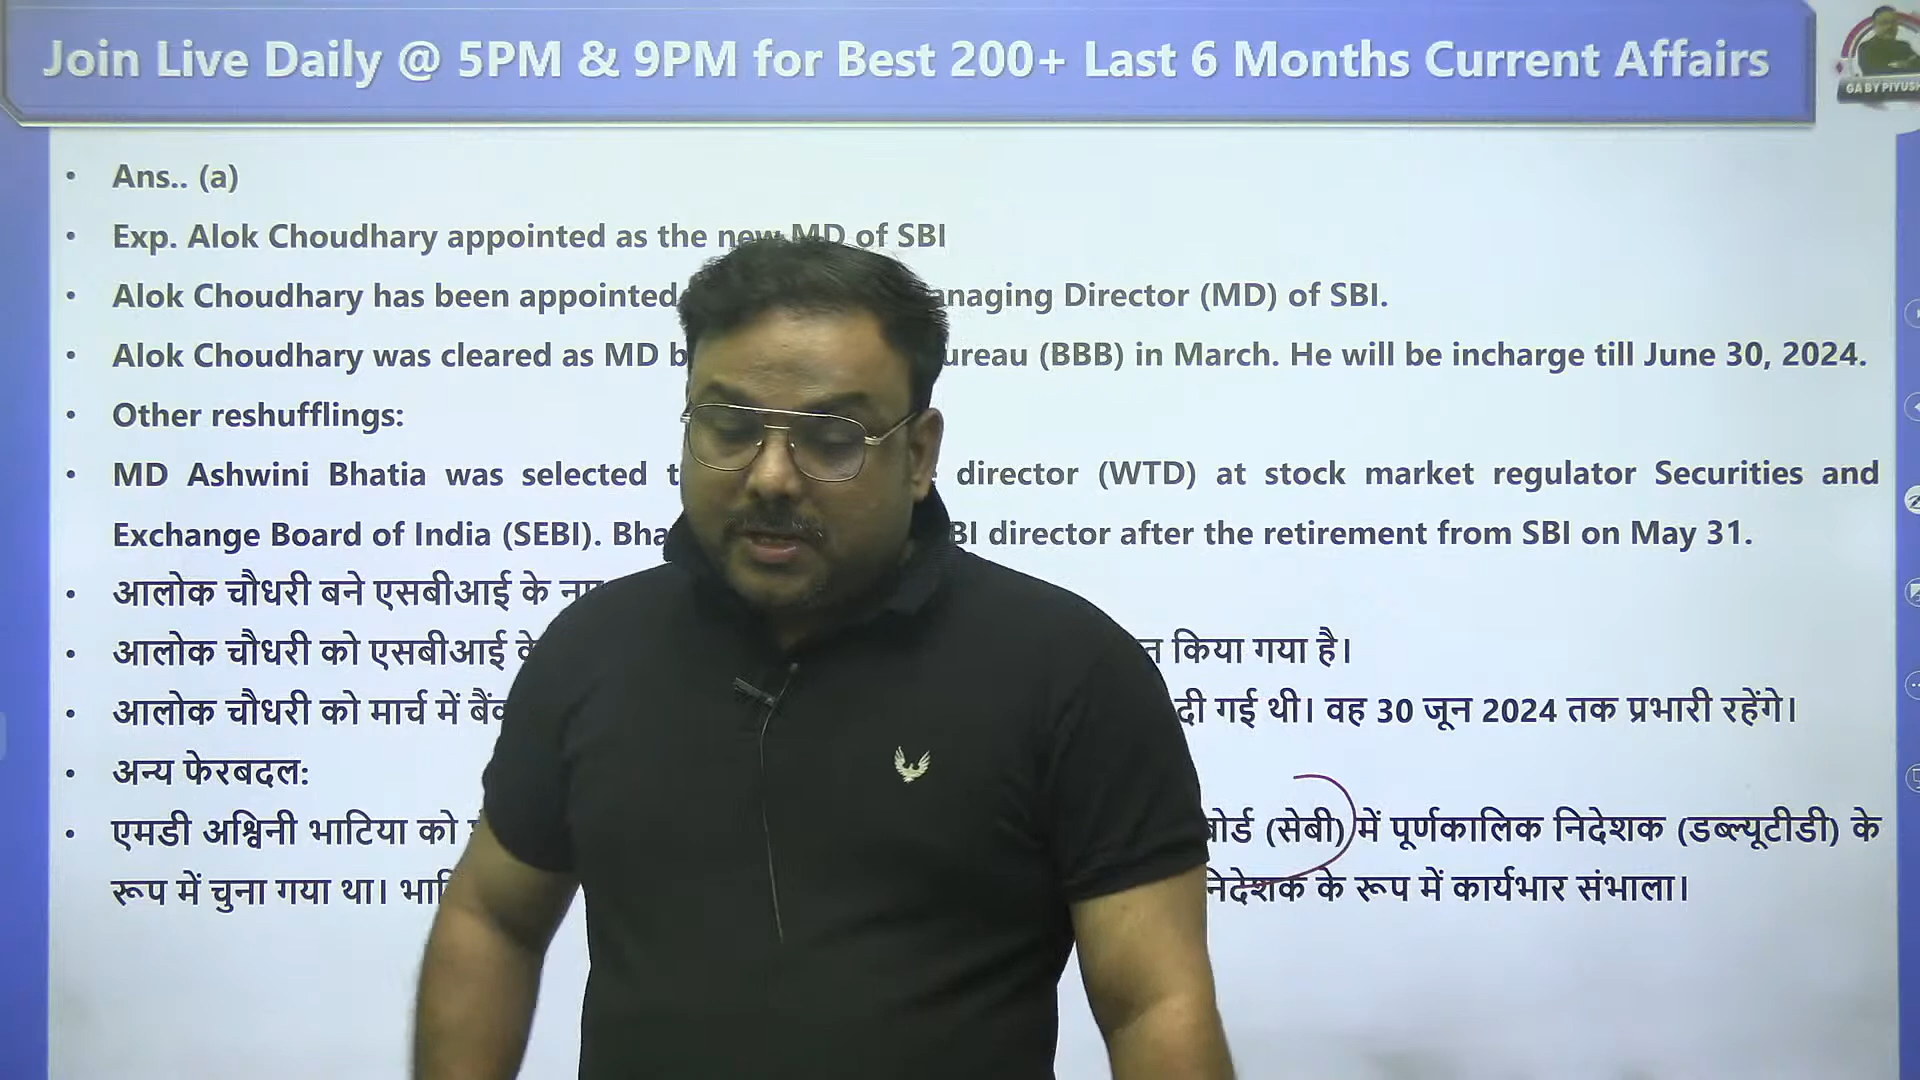 Join Live Daily @ 5PM & 9PM for Best 200+ Last 6 Months Current Affairs
GA BY PIYUSH
• Ans.. (a)
• Exp. Alok Choudhary appointed as the new MD of SBI
• Alok Choudhary has been appointed Managing Director (MD) of SBI.
• Alok Choudhary was cleared as MD (BBB) in March. He will be incharge till June 30, 2024.
• Other reshufflings:
• MD Ashwini Bhatia was selected director (WTD) at stock market regulator Securities and
Exchange Board of India (SEBI). director after the retirement from SBI on May 31.
• आलोक चौधरी बने एसबीआई के
• आलोक चौधरी को एसबीआई किया गया है।
• आलोक चौधरी को मार्च में दी गई थी। वह 30 जून 2024 तक प्रभारी रहेंगे।
• अन्य फेरबदल:
• एमडी अश्विनी भाटिया को बोर्ड (सेबी) में पूर्णकालिक निदेशक (डब्ल्यूटीडी) के
रूप में चुना गया था। निदेशक के रूप में कार्यभार संभाला।